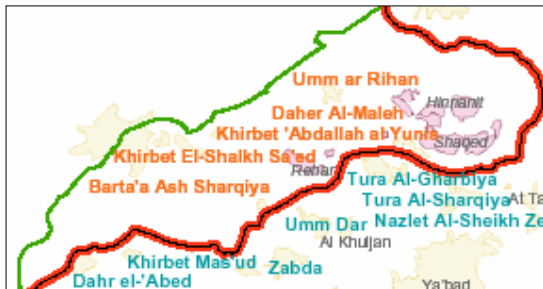 Umm ar Rihan
Hinnanit
Daher Al-Maleh
Khirbet 'Abdallah al Yunis
Shaqed
Khirbet El-Shaikh Sa'ed
Rehan
Tura Al-Gharbiya
Barta'a Ash Sharqiya
Tura Al-Sharqiya
At Ta
Umm Dar
Nazlet Al-Sheikh Ze
Al Khuljan
Khirbet Mas'ud
Zabda
Dahr el-'Abed
Ya'bad